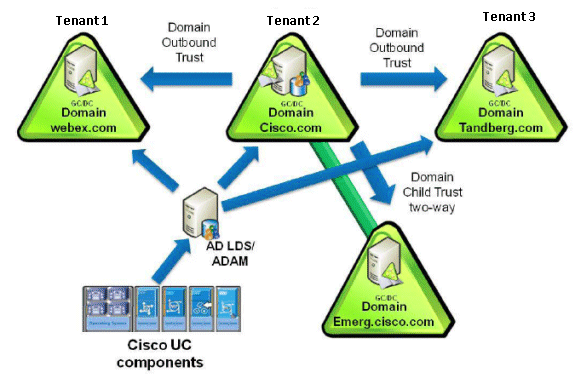 Tenant 1
Tenant 2
Tenant 3
Domain
Outbound
Trust
Domain
Outbound
Trust
GC/DC
Domain
webex.com
GC/DC
Domain
Cisco.com
GC/DC
Domain
Tandberg.com
Domain
Child Trust
two-way
AD LDS/
ADAM
GC/DC
Domain
Emerg.cisco.com
Cisco UC
components